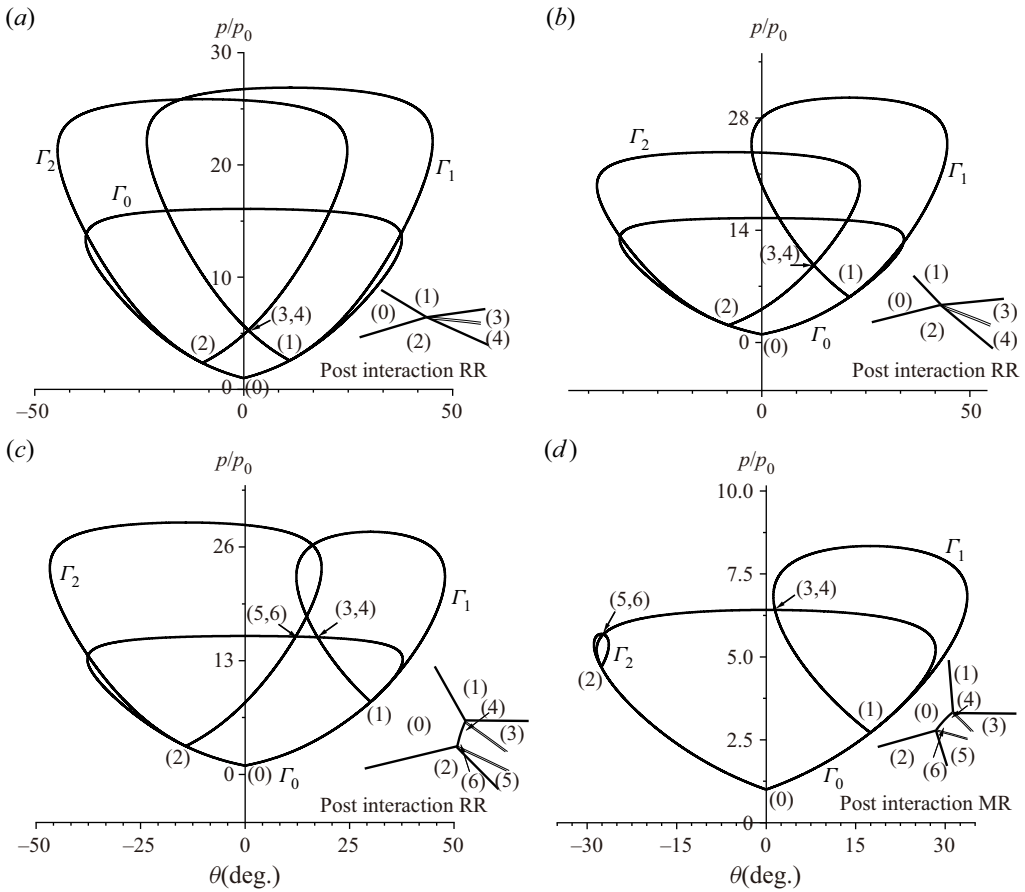 (a)
p/p0
30
20
10
0
Γ2
Γ0
Γ1
(3,4)
(2)
(1)
(0)
(1)
(0)
(3)
(2)
(4)
Post interaction RR
–50
0
50
(b)
p/p0
28
14
0
Γ2
Γ1
(3,4)
(1)
(2)
(0)
Γ0
(1)
(0)
(3)
(2)
(4)
Post interaction RR
0
50
(c)
p/p0
26
13
0
Γ2
Γ1
(5,6)
(3,4)
(1)
(2)
(0)
Γ0
(1)
(4)
(0)
(3)
(2)
(6)
(5)
Post interaction RR
–50
–25
0
25
50
θ(deg.)
(d)
p/p0
10.0
7.5
5.0
2.5
0
Γ1
(5,6)
(3,4)
Γ2
(2)
(1)
Γ0
(0)
(1)
(4)
(0)
(3)
(2)
(5)
(6)
Post interaction MR
–30
–15
0
15
30
θ(deg.)